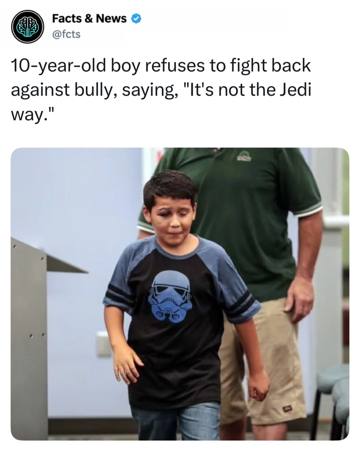 Facts & News
@fcts
10-year-old boy refuses to fight back
against bully, saying, "It's not the Jedi
way."